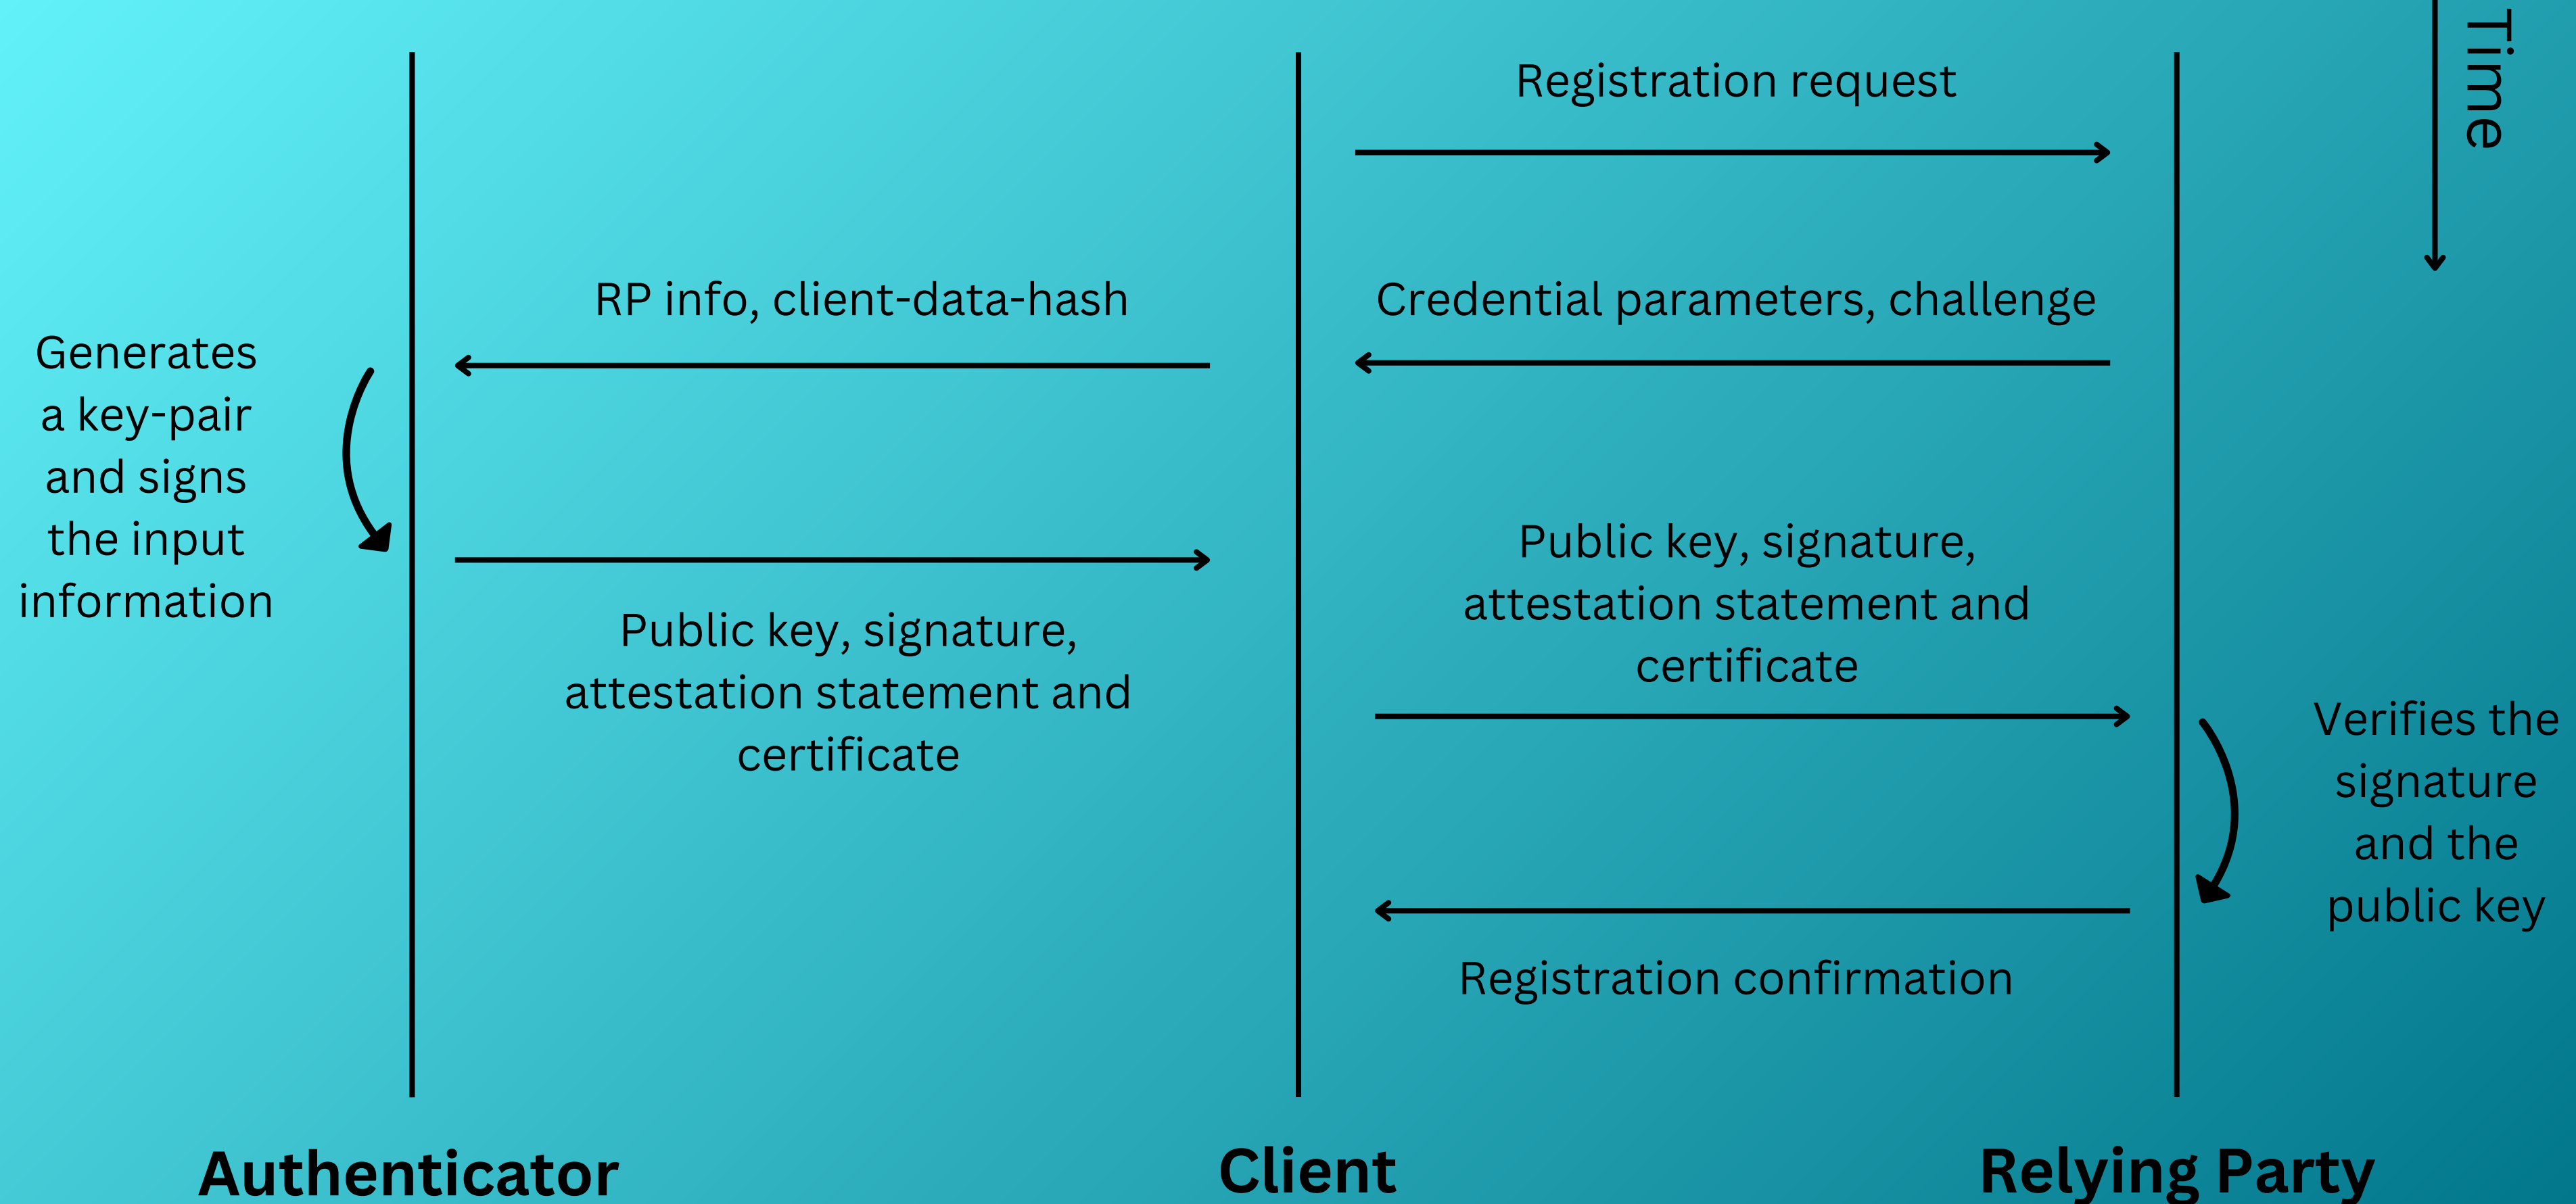 Time
Registration request
RP info, client-data-hash
Credential parameters, challenge
Generates
a key-pair
and signs
the input
information
Public key, signature,
attestation statement and
certificate
Public key, signature,
attestation statement and
certificate
Verifies the
signature
and the
public key
Registration confirmation
Authenticator
Client
Relying Party